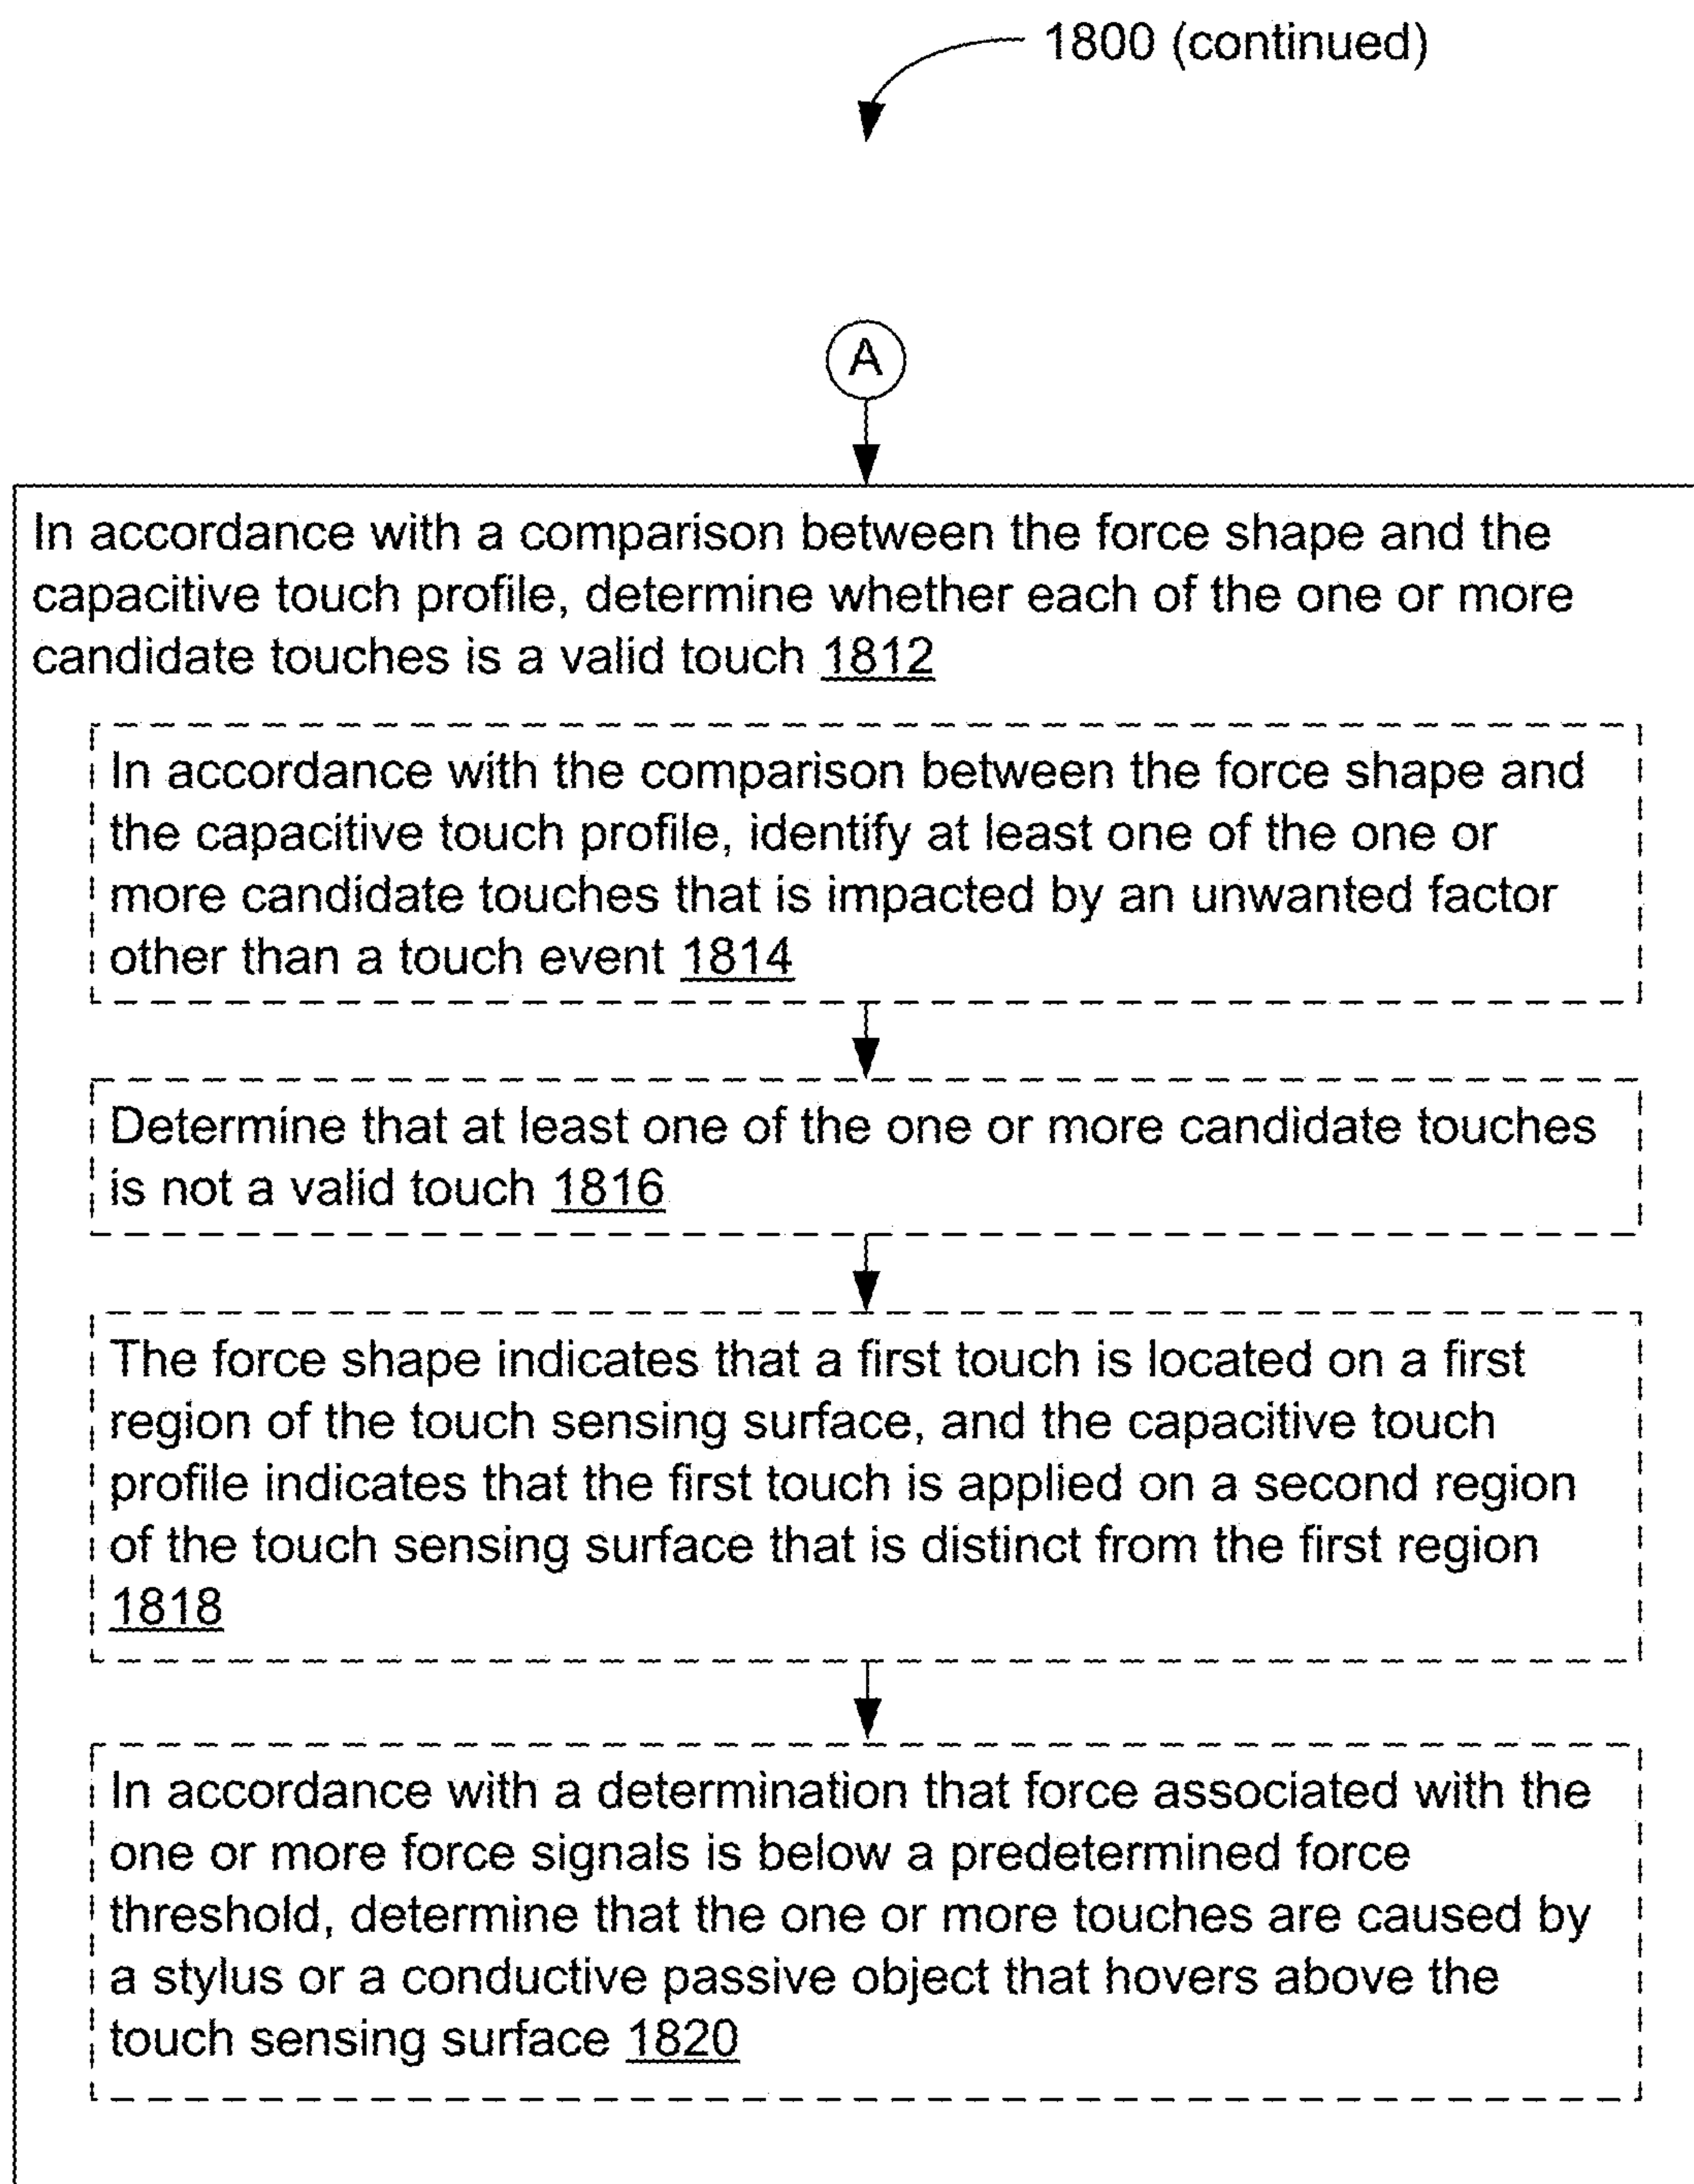 1800 (continued)
A
In accordance with a comparison between the force shape and the
capacitive touch profile, determine whether each of the one or more
candidate touches is a valid touch 1812
In accordance with the comparison between the force shape and
the capacitive touch profile, identify at least one of the one or
more candidate touches that is impacted by an unwanted factor
other than a touch event 1814
Determine that at least one of the one or more candidate touches
is not a valid touch 1816
The force shape indicates that a first touch is located on a first
region of the touch sensing surface, and the capacitive touch
profile indicates that the first touch is applied on a second region
of the touch sensing surface that is distinct from the first region
1818
In accordance with a determination that force associated with the
one or more force signals is below a predetermined force
threshold, determine that the one or more touches are caused by
a stylus or a conductive passive object that hovers above the
touch sensing surface 1820